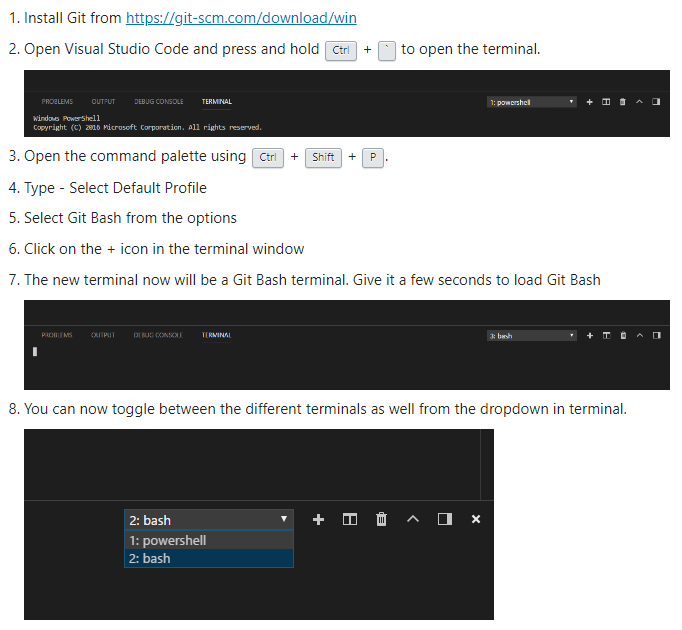 1. Install Git from https://git-scm.com/download/win
2. Open Visual Studio Code and press and hold Ctrl + ` to open the terminal.
PROBLEMS OUTPUT DEBUG CONSOLE TERMINAL 1: powershell
Windows PowerShell
Copyright (C) 2016 Microsoft Corporation. All rights reserved.
3. Open the command palette using Ctrl + Shift + P.
4. Type - Select Default Profile
5. Select Git Bash from the options
6. Click on the + icon in the terminal window
7. The new terminal now will be a Git Bash terminal. Give it a few seconds to load Git Bash
PROBLEMS OUTPUT DEBUG CONSOLE TERMINAL 3: bash
8. You can now toggle between the different terminals as well from the dropdown in terminal.
2: bash
1: powershell
2: bash